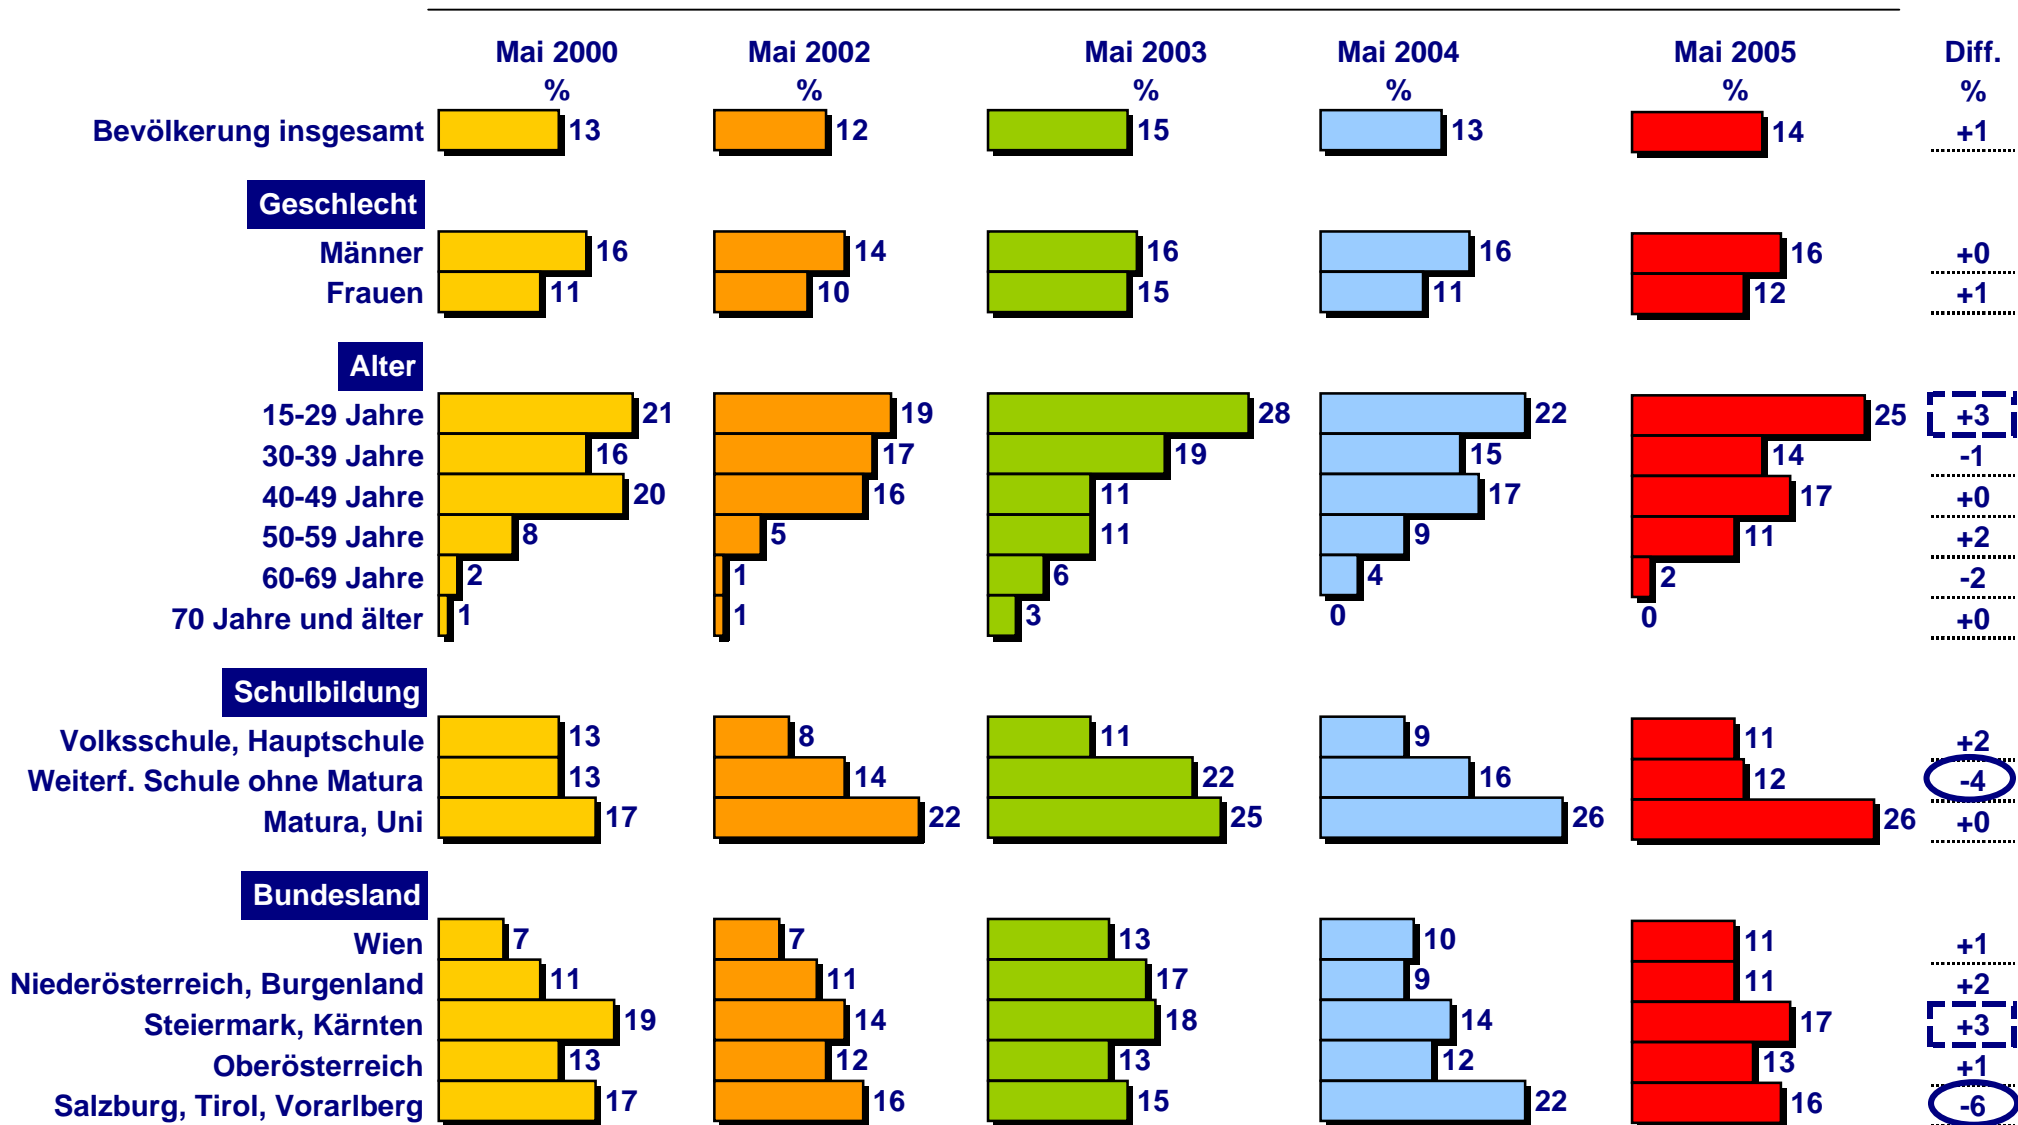 Mai 2000 Mai 2002 Mai 2003 Mai 2004 Mai 2005 Diff.
% % % % % %
Bevölkerung insgesamt 13 12 15 13 14 +1
Geschlecht
Männer 16 14 16 16 16 +0
Frauen 11 10 15 11 12 +1
Alter
15-29 Jahre 21 19 28 22 25 +3
30-39 Jahre 16 17 19 15 14 -1
40-49 Jahre 20 16 11 17 17 +0
50-59 Jahre 8 5 11 9 11 +2
60-69 Jahre 2 1 6 4 2 -2
70 Jahre und älter 1 1 3 0 0 +0
Schulbildung
Volksschule, Hauptschule 13 8 11 9 11 +2
Weiterf. Schule ohne Matura 13 14 22 16 12 -4
Matura, Uni 17 22 25 26 26 +0
Bundesland
Wien 7 7 13 10 11 +1
Niederösterreich, Burgenland 11 11 17 9 11 +2
Steiermark, Kärnten 19 14 18 14 17 +3
Oberösterreich 13 12 13 12 13 +1
Salzburg, Tirol, Vorarlberg 17 16 15 22 16 -6